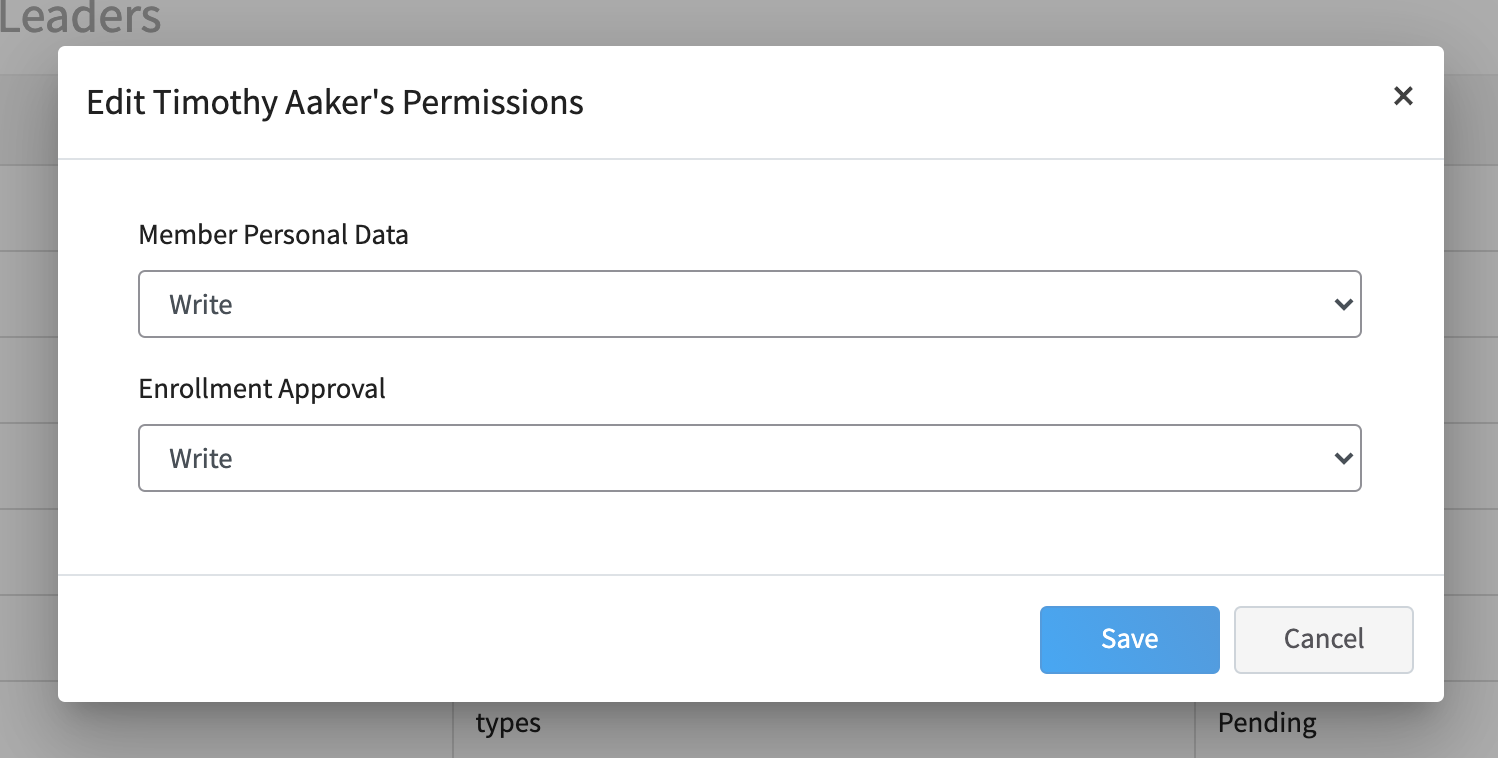 Leaders
Edit Timothy Aaker's Permissions
×
Member Personal Data
Write
Enrollment Approval
Write
Save
Cancel
types
Pending